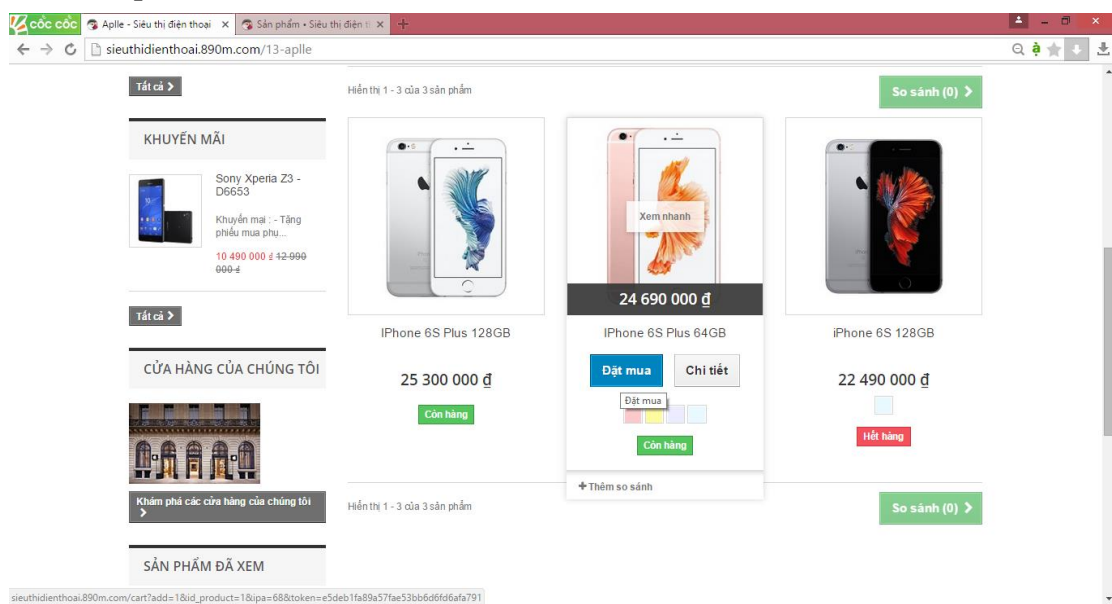 cốc cốc
Aplle - Siêu thị điện thoại
Sản phẩm • Siêu thị điện t
sieuthidienthoai.890m.com/13-aplle
Tất cả
Hiển thị 1 - 3 của 3 sản phẩm
So sánh (0)
KHUYẾN MÃI
Sony Xperia Z3 -
D6653
Khuyến mại : - Tặng
phiếu mua phụ...
10 490 000 ₫ 12 990
000 ₫
Tất cả
CỬA HÀNG CỦA CHÚNG TÔI
Khám phá các cửa hàng của chúng tôi
SẢN PHẨM ĐÃ XEM
IPhone 6S Plus 128GB
25 300 000 ₫
Còn hàng
Xem nhanh
24 690 000 ₫
IPhone 6S Plus 64GB
Đặt mua
Chi tiết
Đặt mua
Còn hàng
Thêm so sánh
iPhone 6S 128GB
22 490 000 ₫
Hết hàng
Hiển thị 1 - 3 của 3 sản phẩm
So sánh (0)
sieuthidienthoai.890m.com/cart?add=1&id_product=1&ipa=68&token=e5deb1fa89a57fae53bb6d6fd6afa791